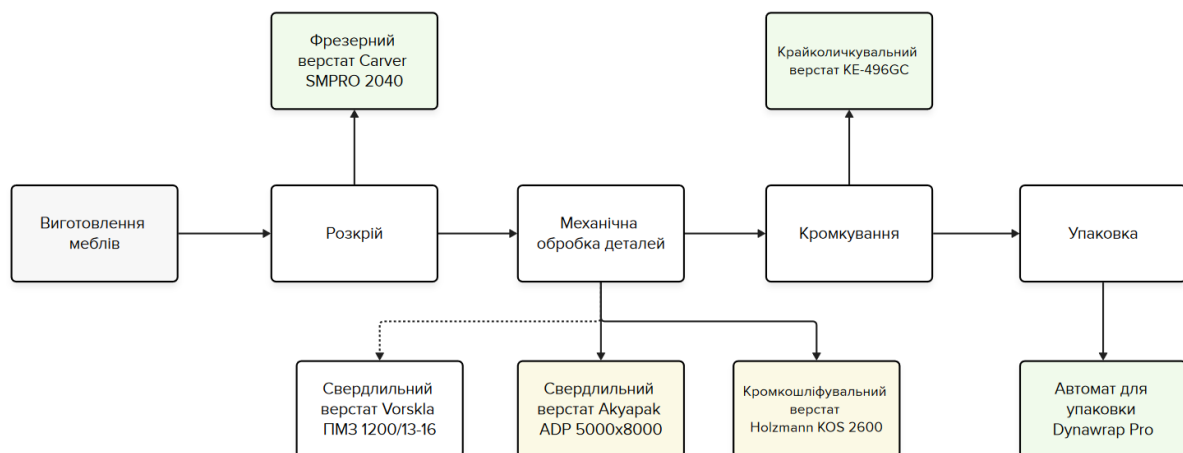 Фрезерний
верстат Carver
SMPRO 2040
Крайколичкувальний
верстат KE-496GC
Виготовлення
меблів
Розкрій
Механічна
обробка деталей
Кромкування
Упаковка
Свердлильний
верстат Vorskla
ПМЗ 1200/13-16
Свердлильний
верстат Akyapak
ADP 5000x8000
Кромкошліфувальний
верстат
Holzmann KOS 2600
Автомат для
упаковки
Dynawrap Pro